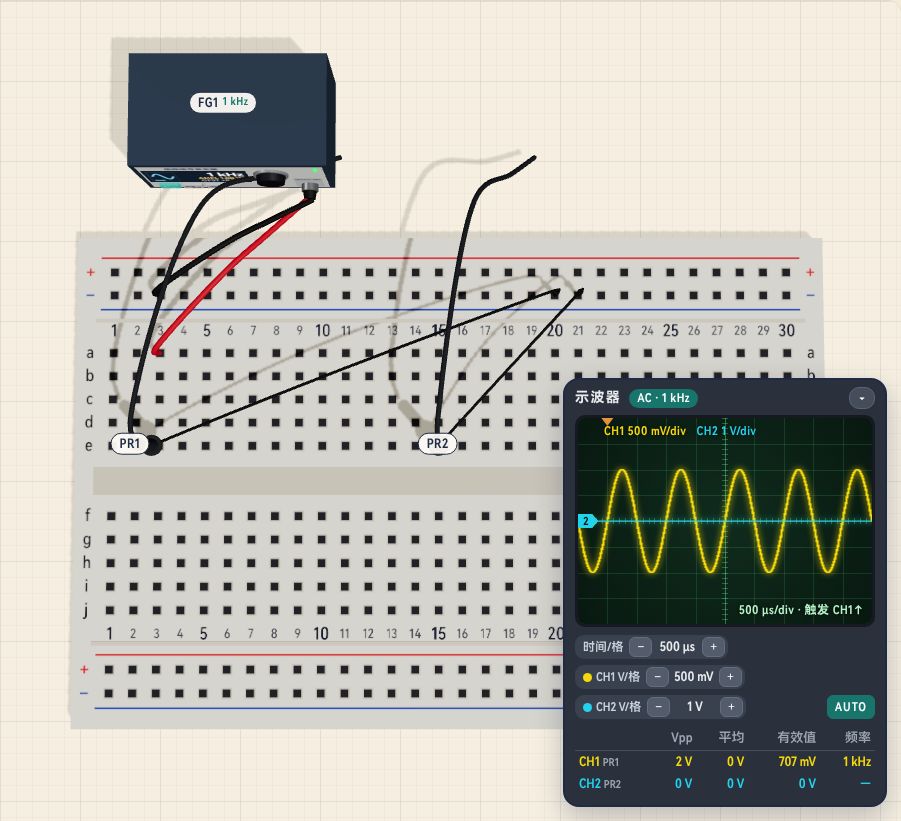 FG1 1 kHz
1 kHz
+ +
− −
1 2 3 4 5 6 7 8 9 10 11 12 13 14 15 16 17 18 19 20 21 22 23 24 25 26 27 28 29 30
a a
b b
c
d
e
PR1 PR2
f
g
h
i
j
1 2 3 4 5 6 7 8 9 10 11 12 13 14 15 16 17 18 19 20
+
−
示波器 AC · 1 kHz
CH1 500 mV/div CH2 1 V/div
2
500 µs/div · 触发 CH1↑
时间/格 − 500 µs +
CH1 V/格 − 500 mV +
CH2 V/格 − 1 V + AUTO
Vpp 平均 有效值 频率
CH1 PR1 2 V 0 V 707 mV 1 kHz
CH2 PR2 0 V 0 V 0 V —